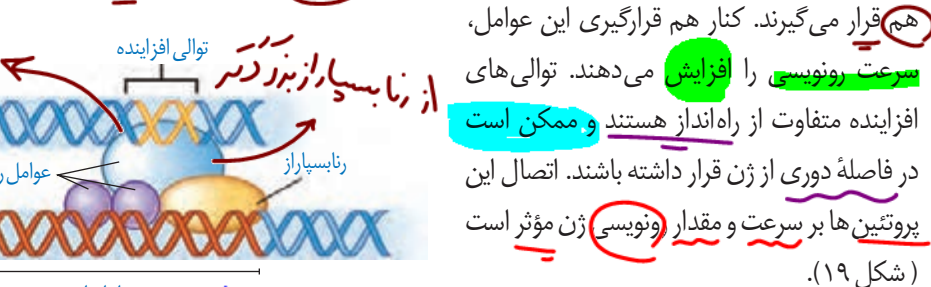 هم قرار می‌گیرند. کنار هم قرارگیری این عوامل،
سرعت رونویسی را افزایش می‌دهند. توالی‌های
افزاینده متفاوت از راه‌انداز هستند و ممکن است
در فاصلهٔ دوری از ژن قرار داشته باشند. اتصال این
پروتئین‌ها بر سرعت و مقدار رونویسی ژن مؤثر است
(شکل ۱۹).
توالی افزاینده
از رنابسپاراز بزرگ‌تر
رنابسپاراز
عوامل